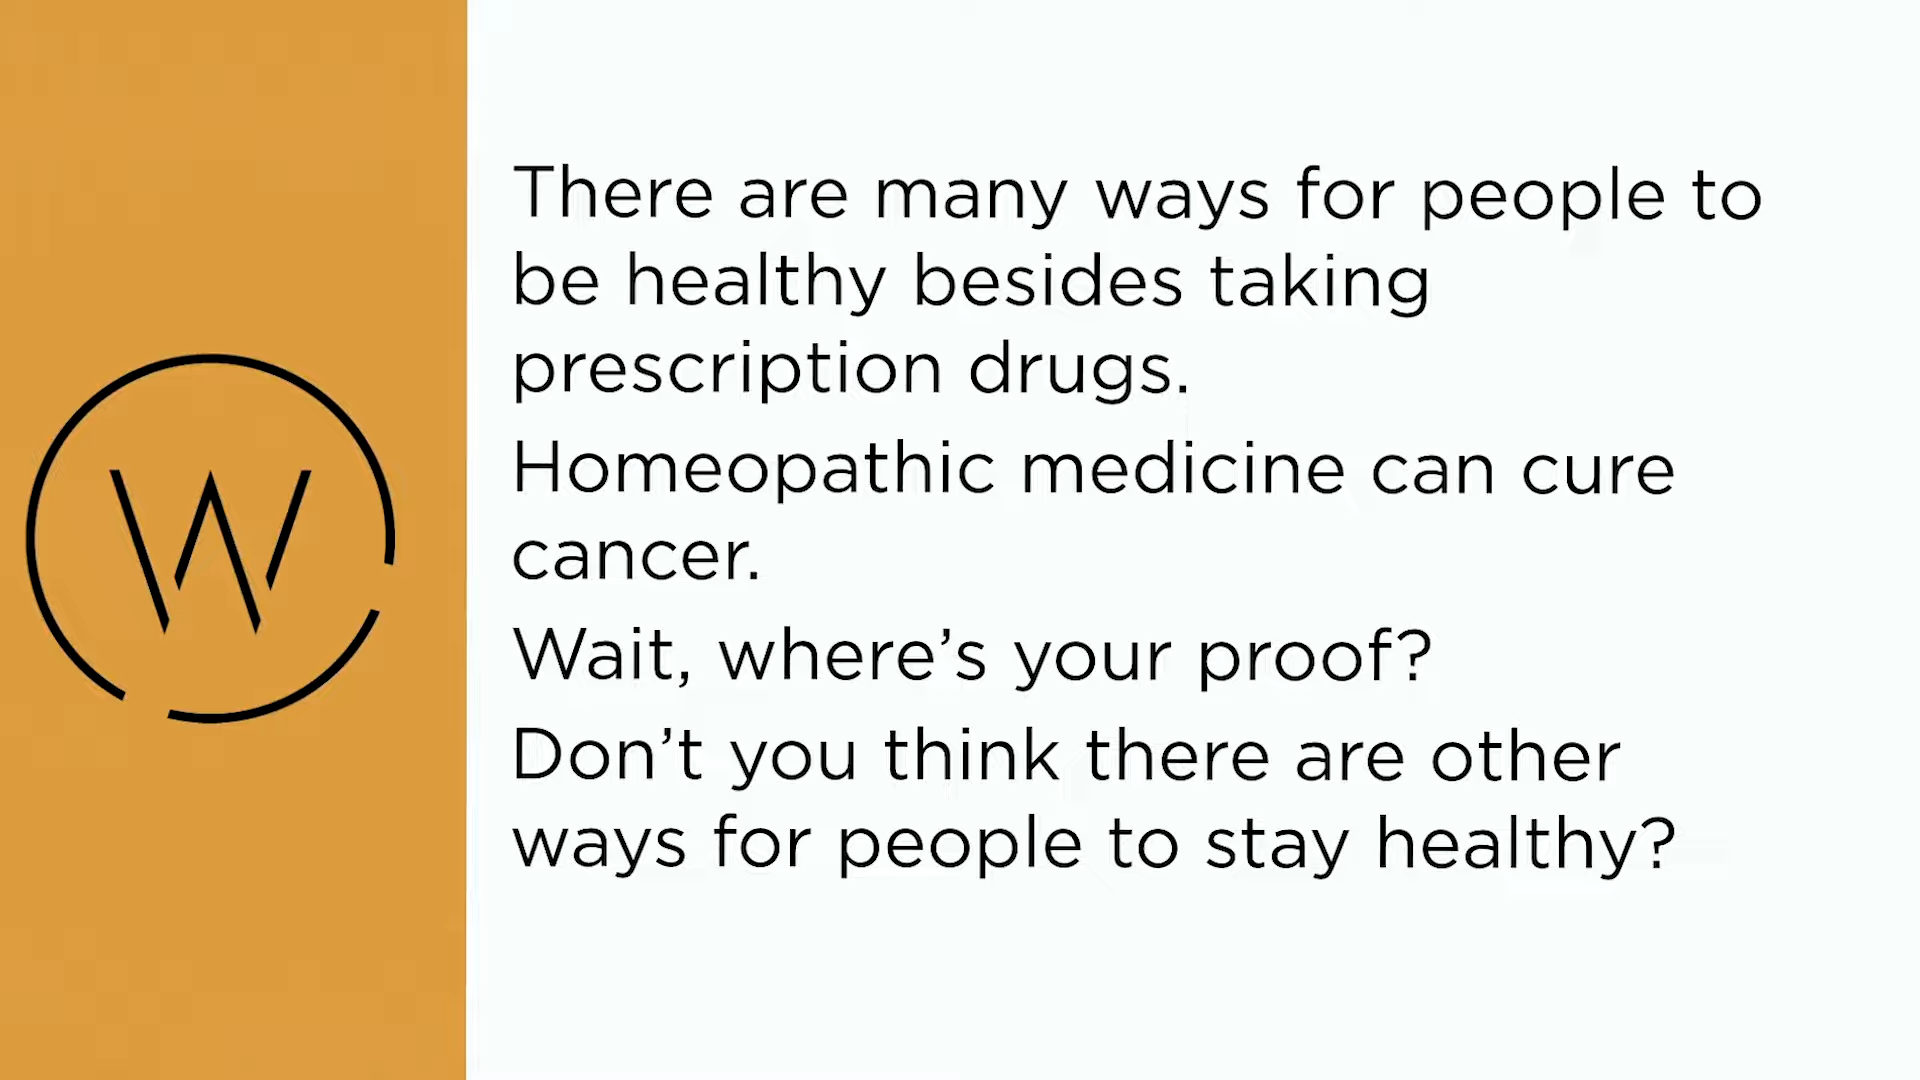 W
There are many ways for people to
be healthy besides taking
prescription drugs.
Homeopathic medicine can cure
cancer.
Wait, where’s your proof?
Don’t you think there are other
ways for people to stay healthy?